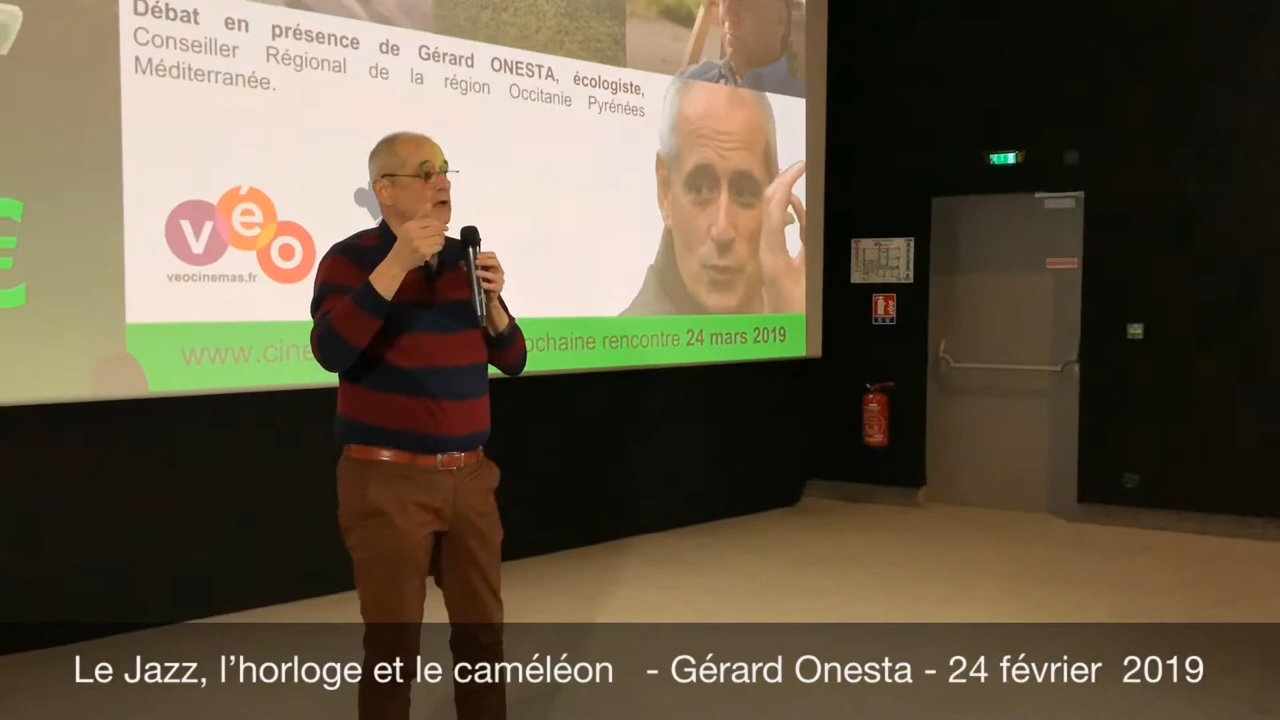 Débat en présence de Gérard ONESTA, écologiste,
Conseiller Régional de la région Occitanie Pyrénées
Méditerranée.
véo
veocinemas.fr
€
www.cine
ochaine rencontre 24 mars 2019
Le Jazz, l'horloge et le caméléon - Gérard Onesta - 24 février 2019